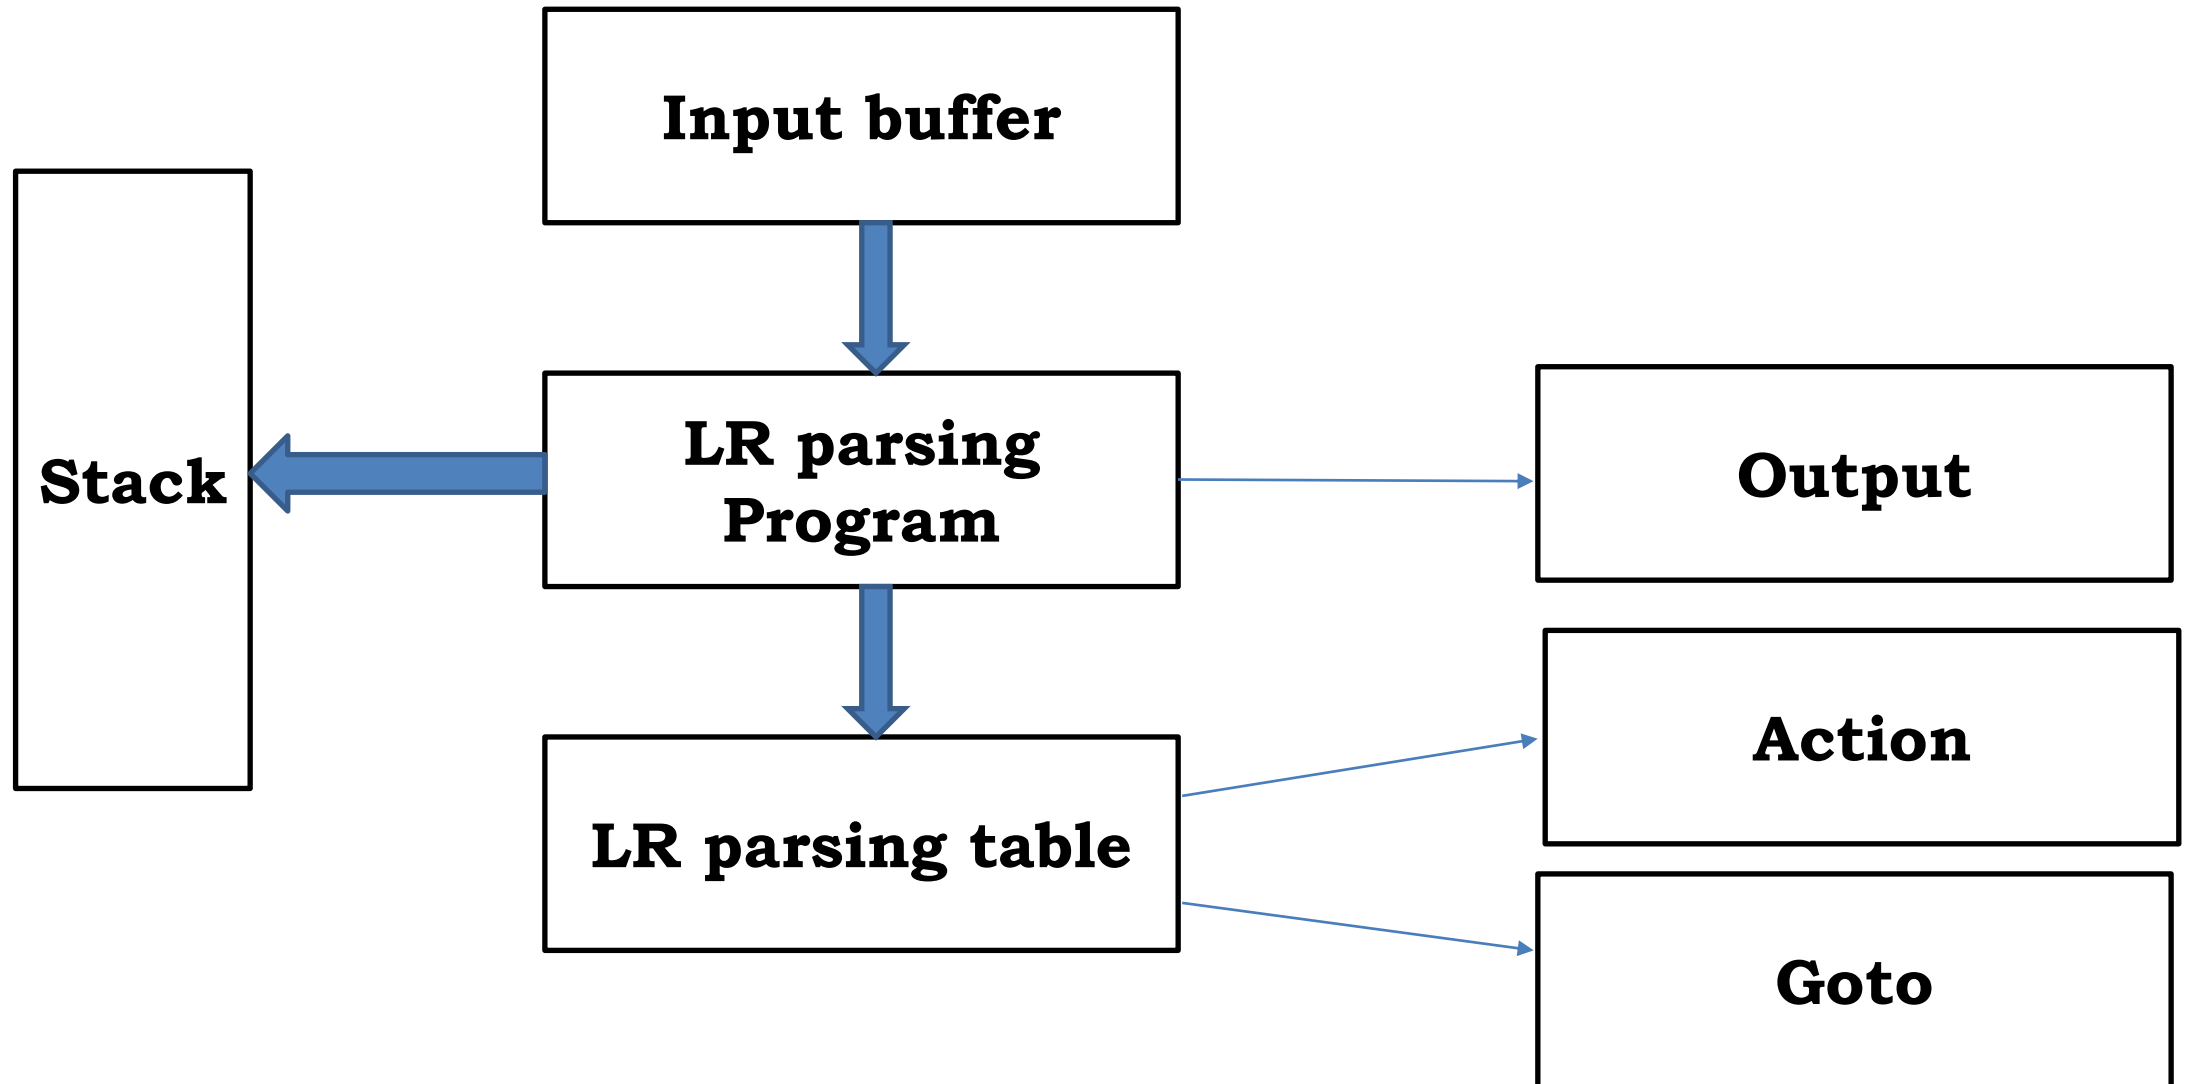 Input buffer
Stack
LR parsing
Program
Output
Action
LR parsing table
Goto